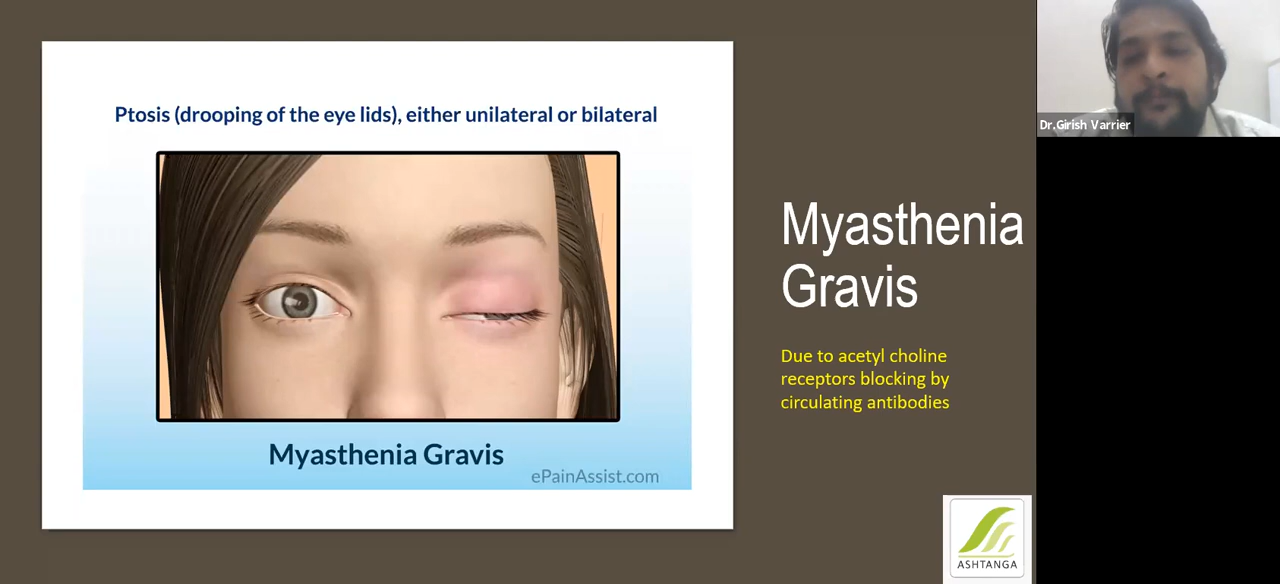 Ptosis (drooping of the eye lids), either unilateral or bilateral
Myasthenia Gravis
ePainAssist.com
Myasthenia
Gravis
Due to acetyl choline
receptors blocking by
circulating antibodies
ASHTANGA
Dr.Girish Varrier